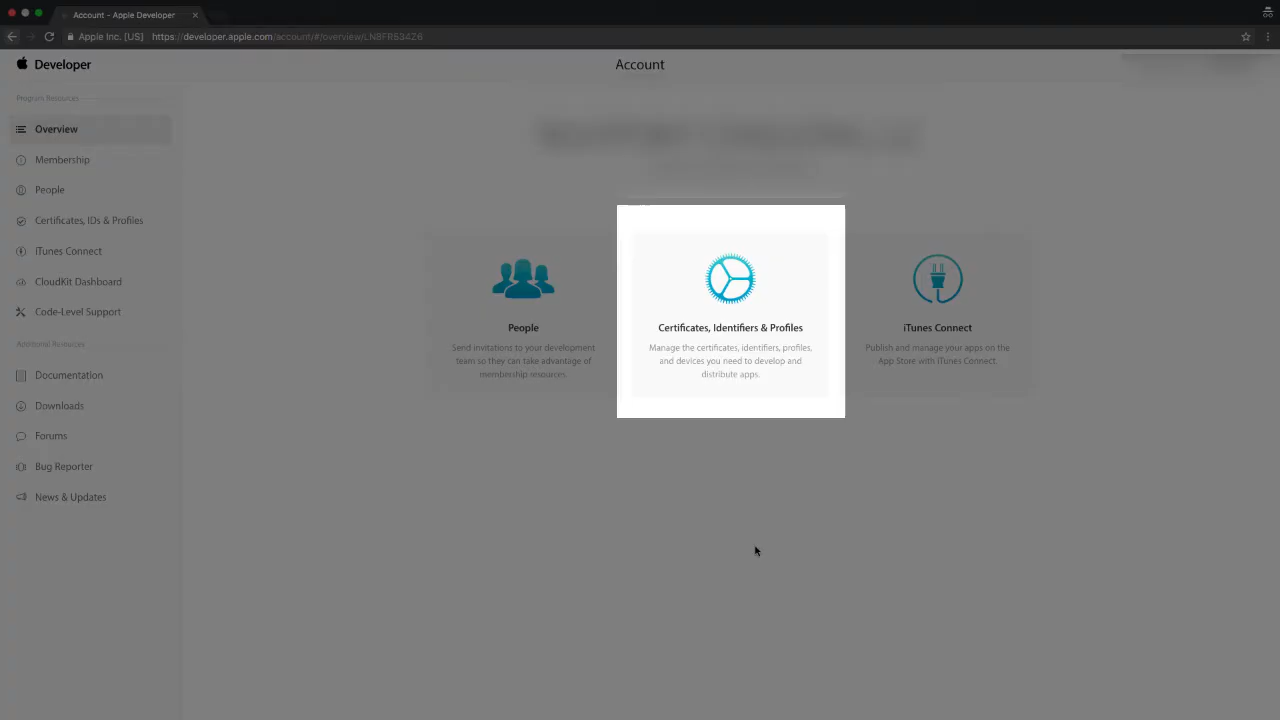 Account - Apple Developer
Apple Inc. [US] https://developer.apple.com/account/#/overview/LN8FR534Z6
Developer
Account
Program Resources
Overview
Membership
People
Certificates, IDs & Profiles
iTunes Connect
CloudKit Dashboard
Code-Level Support
Additional Resources
Documentation
Downloads
Forums
Bug Reporter
News & Updates
People
Send invitations to your development
team so they can take advantage of
membership resources.
Certificates, Identifiers & Profiles
Manage the certificates, identifiers, profiles,
and devices you need to develop and
distribute apps.
iTunes Connect
Publish and manage your apps on the
App Store with iTunes Connect.